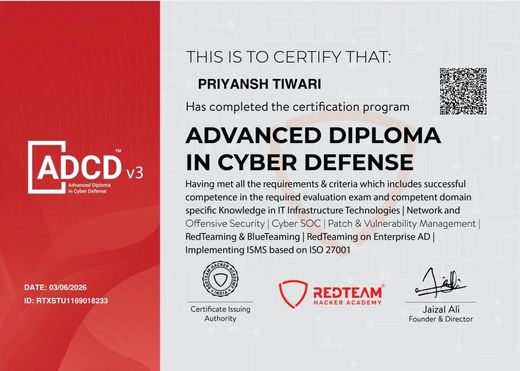 THIS IS TO CERTIFY THAT:
PRIYANSH TIWARI
Has completed the certification program
ADVANCED DIPLOMA
IN CYBER DEFENSE
Having met all the requirements & criteria which includes successful
competence in the required evaluation exam and competent domain
specific Knowledge in IT Infrastructure Technologies | Network and
Offensive Security | Cyber SOC | Patch & Vulnerability Management |
RedTeaming & BlueTeaming | RedTeaming on Enterprise AD |
Implementing ISMS based on ISO 27001
ADCD™ v3
Advanced Diploma
in Cyber Defense
DATE: 03/06/2026
ID: RTXSTU1169018233
REDTEAM HACKER ACADEMY
Certificate Issuing
Authority
REDTEAM
HACKER ACADEMY
Jaizal Ali
Founder & Director